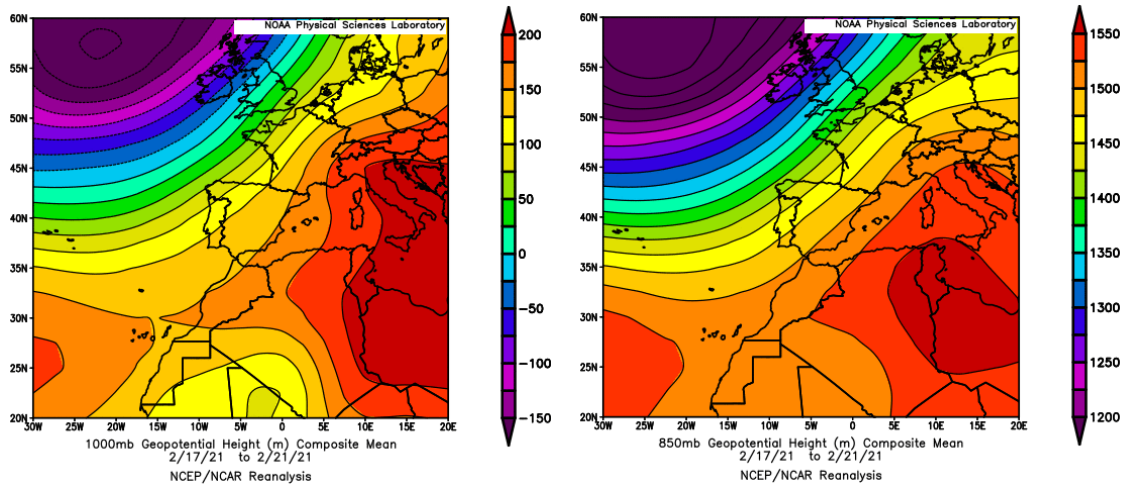 NOAA Physical Sciences Laboratory
60N
55N
50N
45N
40N
35N
30N
25N
20N
30W 25W 20W 15W 10W 5W 0 5E 10E 15E 20E
200
150
100
50
0
−50
−100
−150
1000mb Geopotential Height (m) Composite Mean
2/17/21 to 2/21/21
NCEP/NCAR Reanalysis
NOAA Physical Sciences Laboratory
60N
55N
50N
45N
40N
35N
30N
25N
20N
30W 25W 20W 15W 10W 5W 0 5E 10E 15E 20E
1550
1500
1450
1400
1350
1300
1250
1200
850mb Geopotential Height (m) Composite Mean
2/17/21 to 2/21/21
NCEP/NCAR Reanalysis